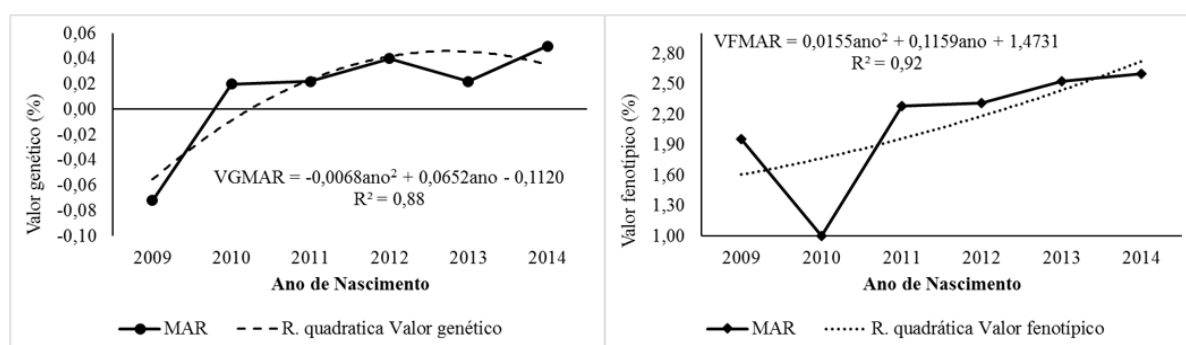 Valor genético (%)
0,06
0,04
0,02
0,00
-0,02
-0,04
-0,06
-0,08
-0,10
VGMAR = -0,0068ano² + 0,0652ano - 0,1120
R² = 0,88
2009 2010 2011 2012 2013 2014
Ano de Nascimento
MAR R. quadratica Valor genético
Valor fenotípico (%)
VFMAR = 0,0155ano² + 0,1159ano + 1,4731
R² = 0,92
2,80
2,50
2,20
1,90
1,60
1,30
1,00
2009 2010 2011 2012 2013 2014
Ano de Nascimento
MAR R. quadrática Valor fenotípico